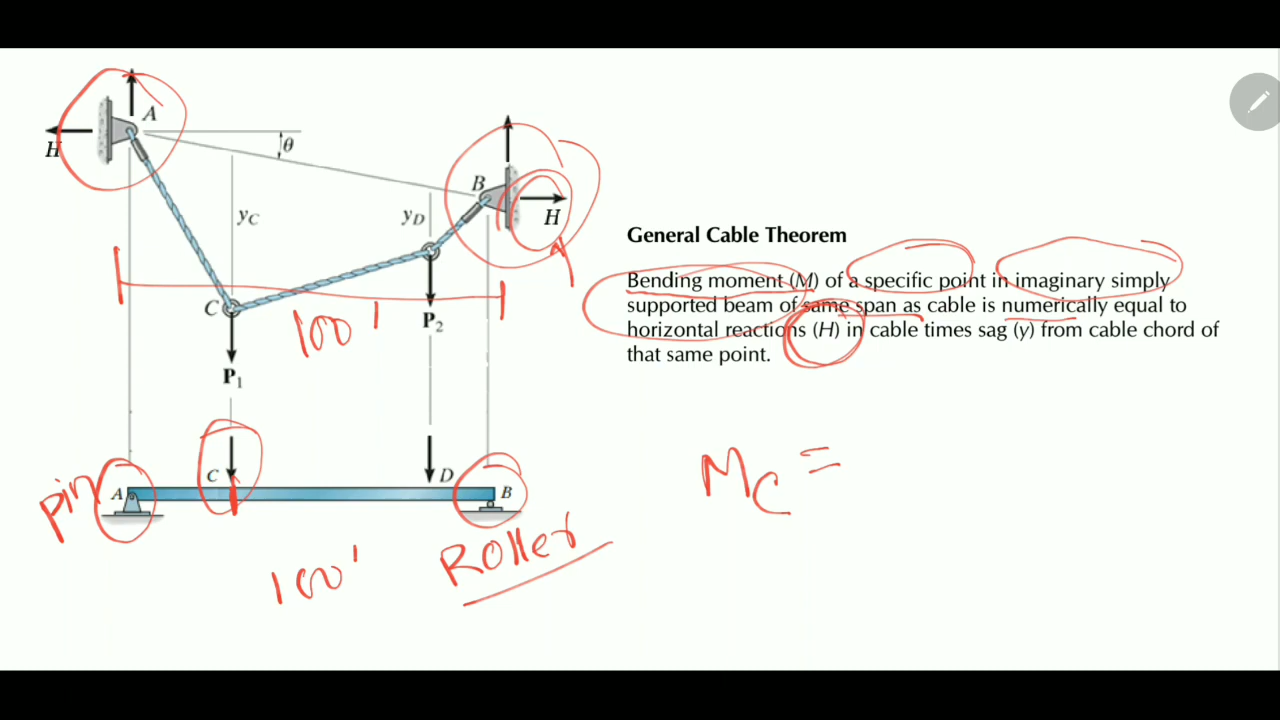 A
H
θ
B
H
y_C
y_D
General Cable Theorem
Bending moment (M) of a specific point in imaginary simply
supported beam of same span as cable is numerically equal to
horizontal reactions (H) in cable times sag (y) from cable chord of
that same point.
C
100'
P₂
P₁
M_C =
pin A
C
D
B
100'
Roller